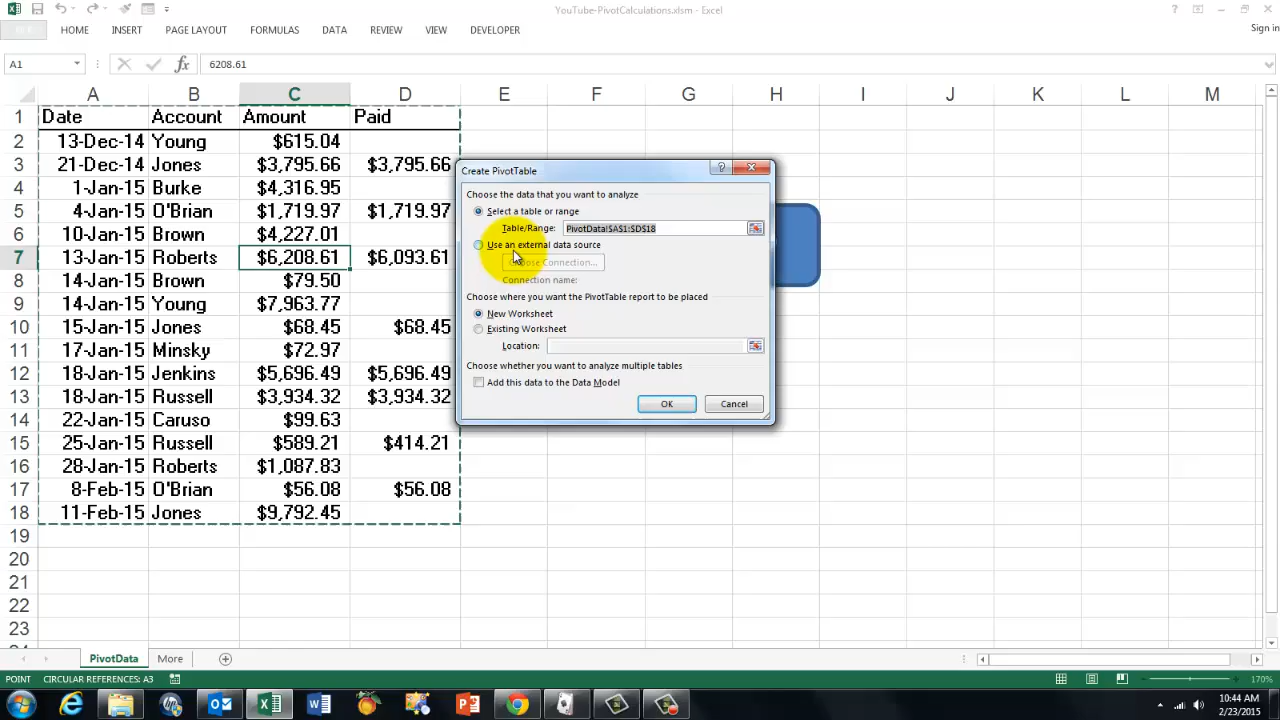 YouTube-PivotCalculations.xlsm - Excel
HOME INSERT PAGE LAYOUT FORMULAS DATA REVIEW VIEW DEVELOPER Sign in
A1 fx 6208.61
A B C D E F G H I J K L M
1 Date Account Amount Paid
2 13-Dec-14 Young $615.04
3 21-Dec-14 Jones $3,795.66 $3,795.66
4 1-Jan-15 Burke $4,316.95
5 4-Jan-15 O'Brian $1,719.97 $1,719.97
6 10-Jan-15 Brown $4,227.01
7 13-Jan-15 Roberts $6,208.61 $6,093.61
8 14-Jan-15 Brown $79.50
9 14-Jan-15 Young $7,963.77
10 15-Jan-15 Jones $68.45 $68.45
11 17-Jan-15 Minsky $72.97
12 18-Jan-15 Jenkins $5,696.49 $5,696.49
13 18-Jan-15 Russell $3,934.32 $3,934.32
14 22-Jan-15 Caruso $99.63
15 25-Jan-15 Russell $589.21 $414.21
16 28-Jan-15 Roberts $1,087.83
17 8-Feb-15 O'Brian $56.08 $56.08
18 11-Feb-15 Jones $9,792.45
19
20
21
22
23
24
Create PivotTable
Choose the data that you want to analyze
Select a table or range
Table/Range: PivotData!$A$1:$D$18
Use an external data source
Choose Connection...
Connection name:
Choose where you want the PivotTable report to be placed
New Worksheet
Existing Worksheet
Location:
Choose whether you want to analyze multiple tables
Add this data to the Data Model
OK Cancel
PivotData More
POINT CIRCULAR REFERENCES: A3 170%
10:44 AM
2/23/2015